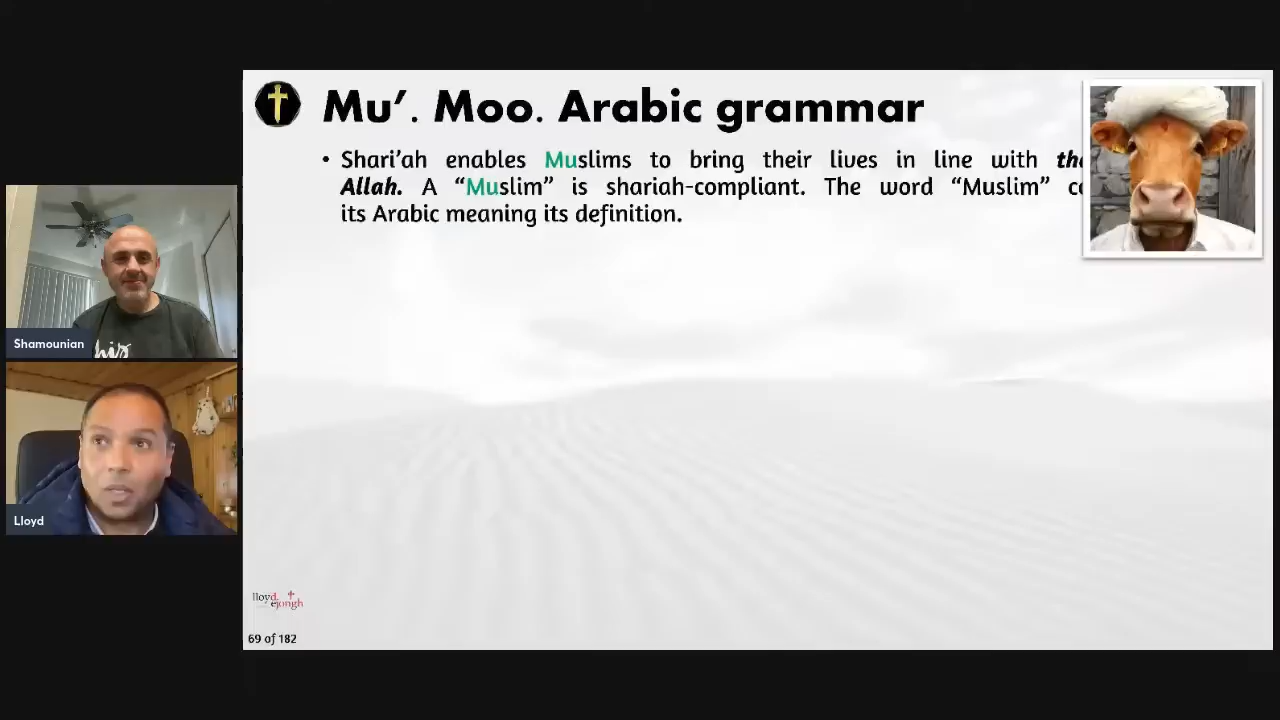 Mu’. Moo. Arabic grammar
• Shari’ah enables Muslims to bring their lives in line with
Allah. A “Muslim” is shariah-compliant. The word “Muslim”
its Arabic meaning its definition.
Shamounian
Lloyd
lloyd.
ejongh
69 of 182